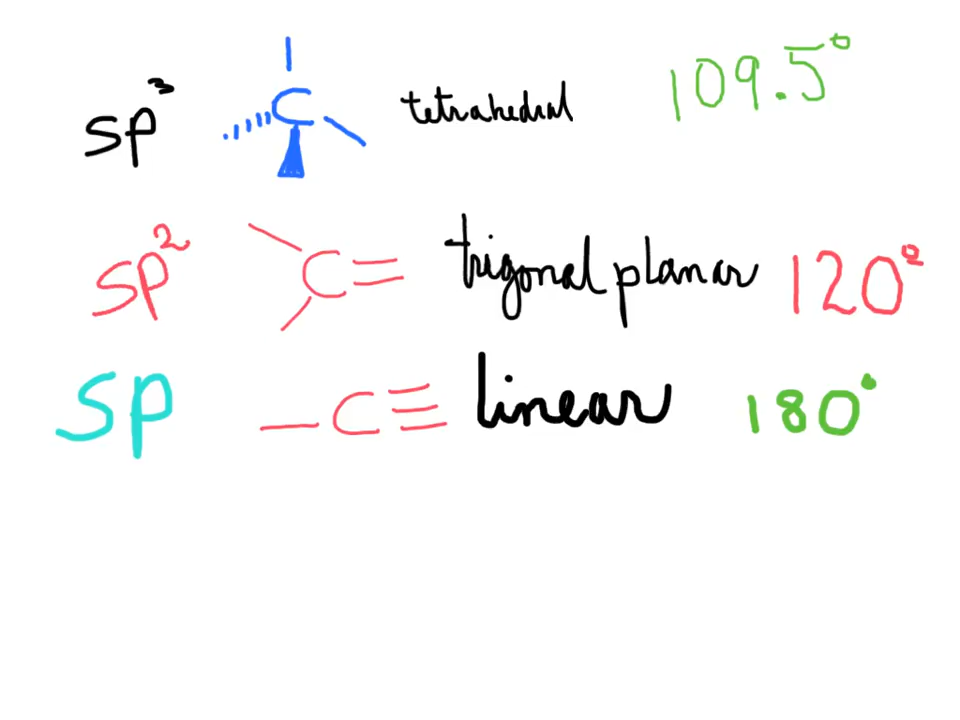 sp³ C tetrahedral 109.5°
sp² C trigonal planar 120°
sp C linear 180°